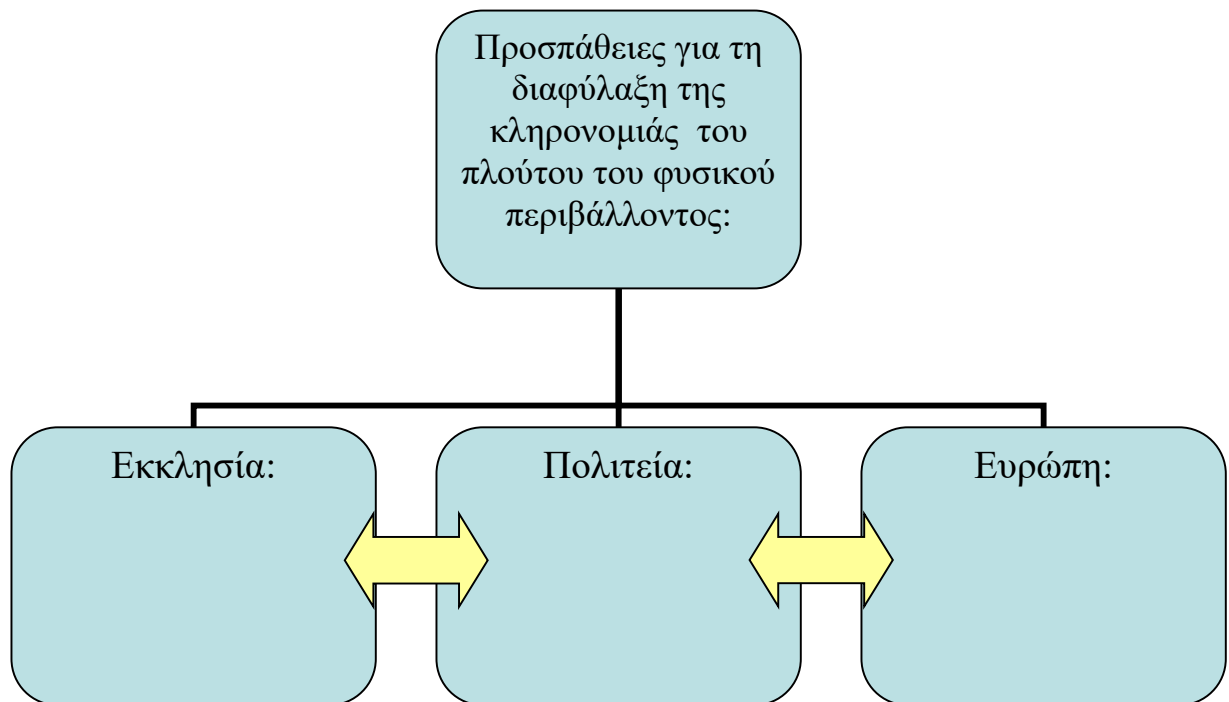 Προσπάθειες για τη
διαφύλαξη της
κληρονομιάς του
πλούτου του φυσικού
περιβάλλοντος:
Εκκλησία:
Πολιτεία:
Ευρώπη: